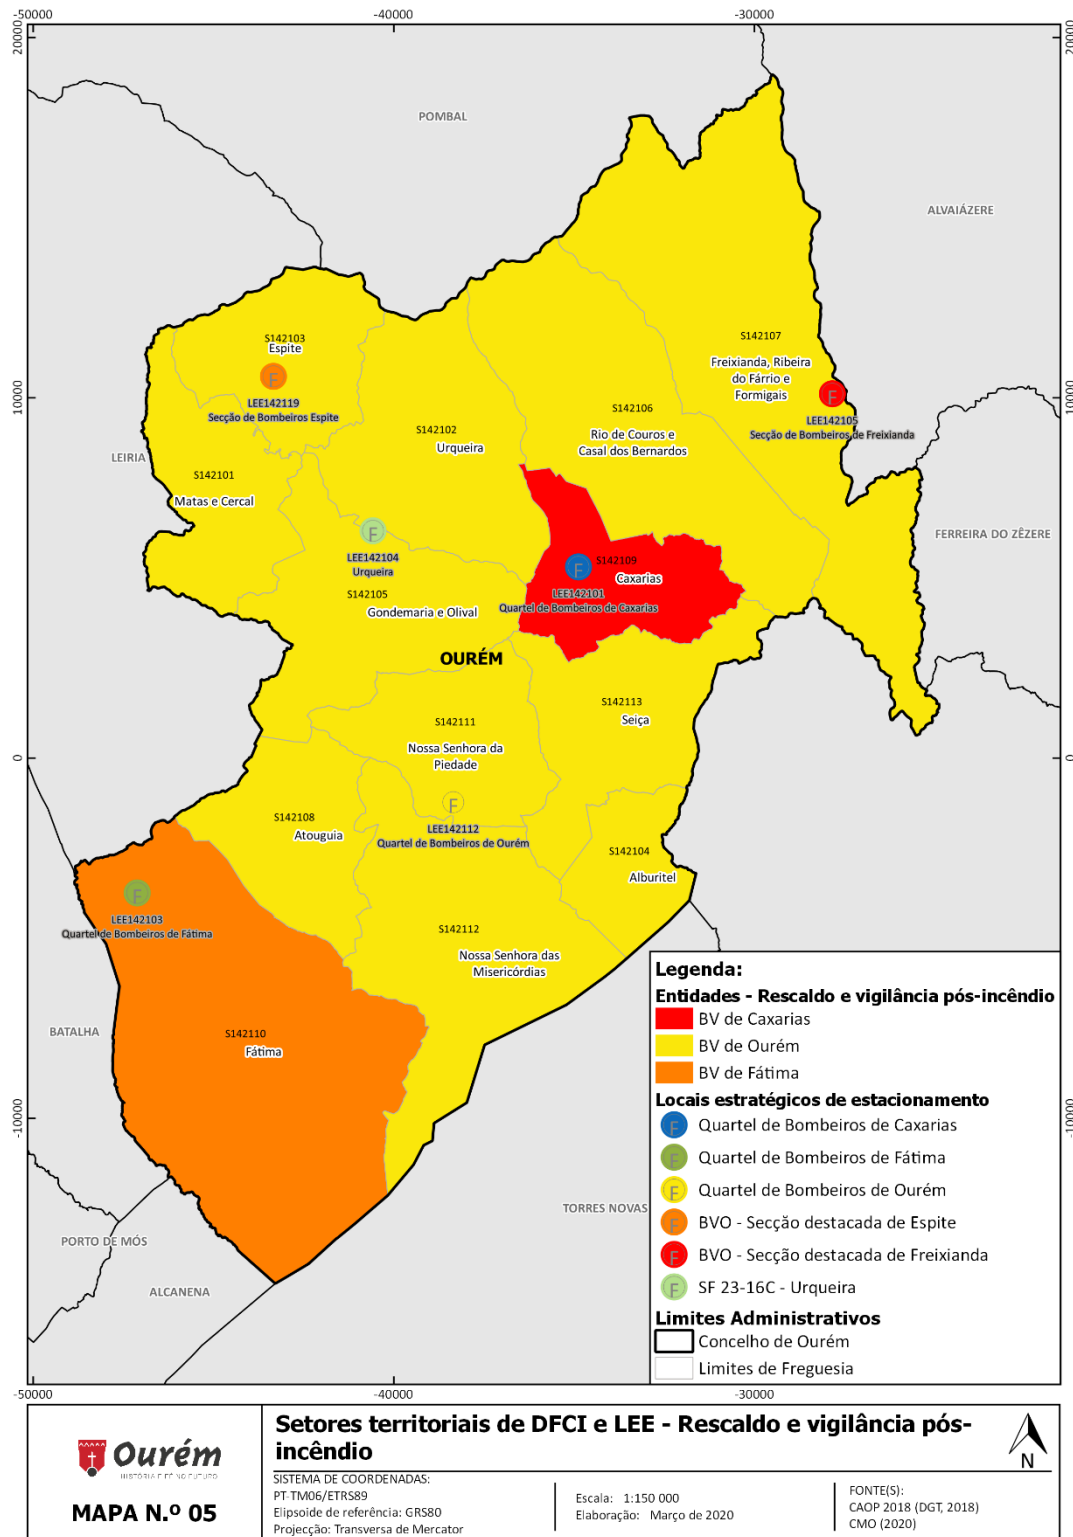 -50000
-40000
-30000
20000
20000
POMBAL
ALVAIÁZERE
S142103
Espite
F
LEE142119
Secção de Bombeiros Espite
S142107
Freixianda, Ribeira
do Fárrio e
Formigais
F
LEE142105
Secção de Bombeiros de Freixianda
10000
10000
S142106
Rio de Couros e
Casal dos Bernardos
S142102
Urqueira
LEIRIA
S142101
Matas e Cercal
F
LEE142104
Urqueira
FERREIRA DO ZÊZERE
S142109
Caxarias
F
LEE142101
Quartel de Bombeiros de Caxarias
S142105
Gondemaria e Olival
OURÉM
S142113
Seiça
S142111
Nossa Senhora da
Piedade
0
0
F
LEE142112
Quartel de Bombeiros de Ourém
S142108
Atouguia
S142104
Alburitel
F
LEE142103
Quartel de Bombeiros de Fátima
S142112
Nossa Senhora das
Misericórdias
BATALHA
S142110
Fátima
-10000
-10000
TORRES NOVAS
PORTO DE MÓS
ALCANENA
Legenda:
Entidades - Rescaldo e vigilância pós-incêndio
BV de Caxarias
BV de Ourém
BV de Fátima
Locais estratégicos de estacionamento
F Quartel de Bombeiros de Caxarias
F Quartel de Bombeiros de Fátima
F Quartel de Bombeiros de Ourém
F BVO - Secção destacada de Espite
F BVO - Secção destacada de Freixianda
F SF 23-16C - Urqueira
Limites Administrativos
Concelho de Ourém
Limites de Freguesia
-50000
-40000
-30000
Ourém
HISTÓRIA E FÉ NO FUTURO
MAPA N.º 05
Setores territoriais de DFCI e LEE - Rescaldo e vigilância pós-
incêndio
N
SISTEMA DE COORDENADAS:
PT-TM06/ETRS89
Elipsoide de referência: GRS80
Projecção: Transversa de Mercator
Escala: 1:150 000
Elaboração: Março de 2020
FONTE(S):
CAOP 2018 (DGT, 2018)
CMO (2020)